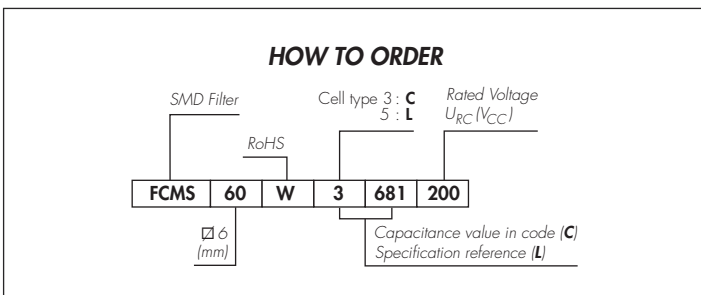 HOW TO ORDER
SMD Filter
Cell type 3 : C
5 : L
Rated Voltage
URC (VCC)
RoHS
FCMS 60 W 3 681 200
⍁ 6
(mm)
Capacitance value in code (C)
Specification reference (L)